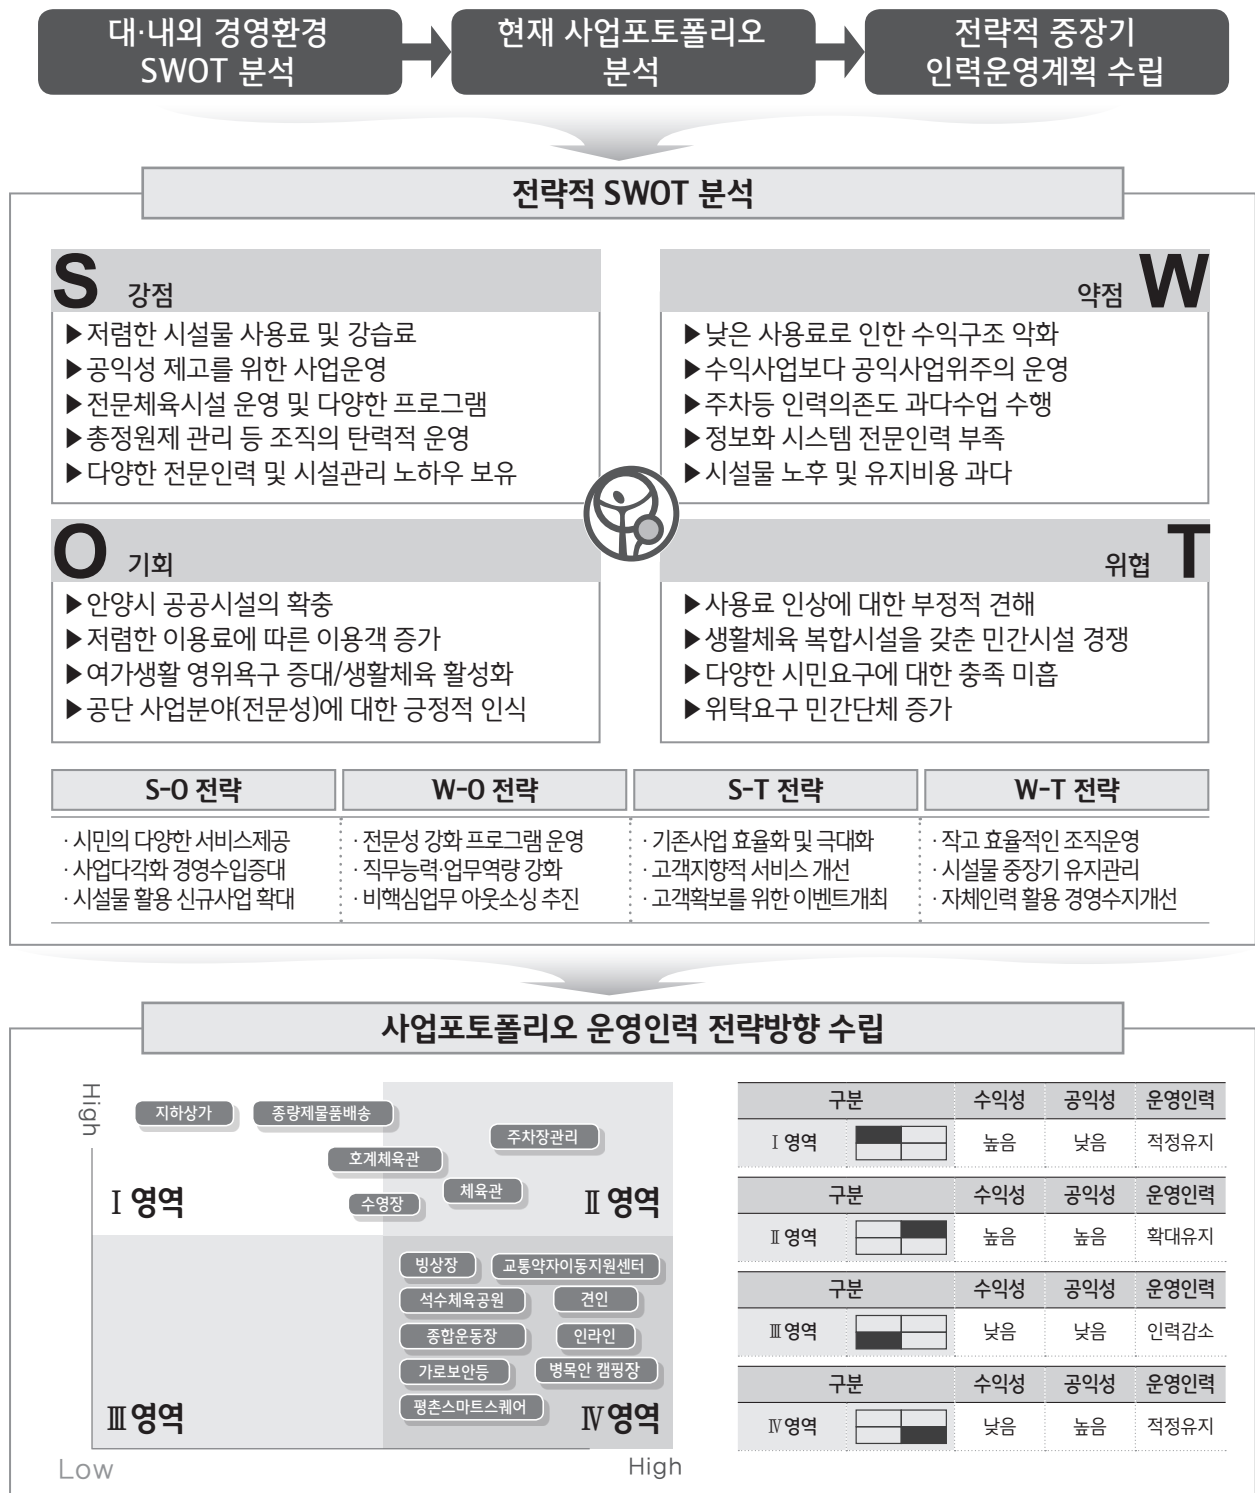 대·내외 경영환경
SWOT 분석
현재 사업포토폴리오
분석
전략적 중장기
인력운영계획 수립
전략적 SWOT 분석
S 강점
▶저렴한 시설물 사용료 및 강습료
▶공익성 제고를 위한 사업운영
▶전문체육시설 운영 및 다양한 프로그램
▶총정원제 관리 등 조직의 탄력적 운영
▶다양한 전문인력 및 시설관리 노하우 보유
약점 W
▶낮은 사용료로 인한 수익구조 악화
▶수익사업보다 공익사업위주의 운영
▶주차등 인력의존도 과다수업 수행
▶정보화 시스템 전문인력 부족
▶시설물 노후 및 유지비용 과다
O 기회
▶안양시 공공시설의 확충
▶저렴한 이용료에 따른 이용객 증가
▶여가생활 영위욕구 증대/생활체육 활성화
▶공단 사업분야(전문성)에 대한 긍정적 인식
위협 T
▶사용료 인상에 대한 부정적 견해
▶생활체육 복합시설을 갖춘 민간시설 경쟁
▶다양한 시민요구에 대한 충족 미흡
▶위탁요구 민간단체 증가
S-O 전략
· 시민의 다양한 서비스제공
· 사업다각화 경영수입증대
· 시설물 활용 신규사업 확대
W-O 전략
· 전문성 강화 프로그램 운영
· 직무능력·업무역량 강화
· 비핵심업무 아웃소싱 추진
S-T 전략
· 기존사업 효율화 및 극대화
· 고객지향적 서비스 개선
· 고객확보를 위한 이벤트개최
W-T 전략
· 작고 효율적인 조직운영
· 시설물 중장기 유지관리
· 자체인력 활용 경영수지개선
사업포토폴리오 운영인력 전략방향 수립
High
지하상가
종량제물품배송
주차장관리
호계체육관
체육관
수영장
Ⅰ 영역
Ⅱ 영역
빙상장
교통약자이동지원센터
석수체육공원
견인
종합운동장
인라인
가로보안등
병목안 캠핑장
평촌스마트스퀘어
Ⅲ 영역
Ⅳ 영역
Low
High
구분 수익성 공익성 운영인력
Ⅰ 영역 높음 낮음 적정유지
구분 수익성 공익성 운영인력
Ⅱ 영역 높음 높음 확대유지
구분 수익성 공익성 운영인력
Ⅲ 영역 낮음 낮음 인력감소
구분 수익성 공익성 운영인력
Ⅳ 영역 낮음 높음 적정유지